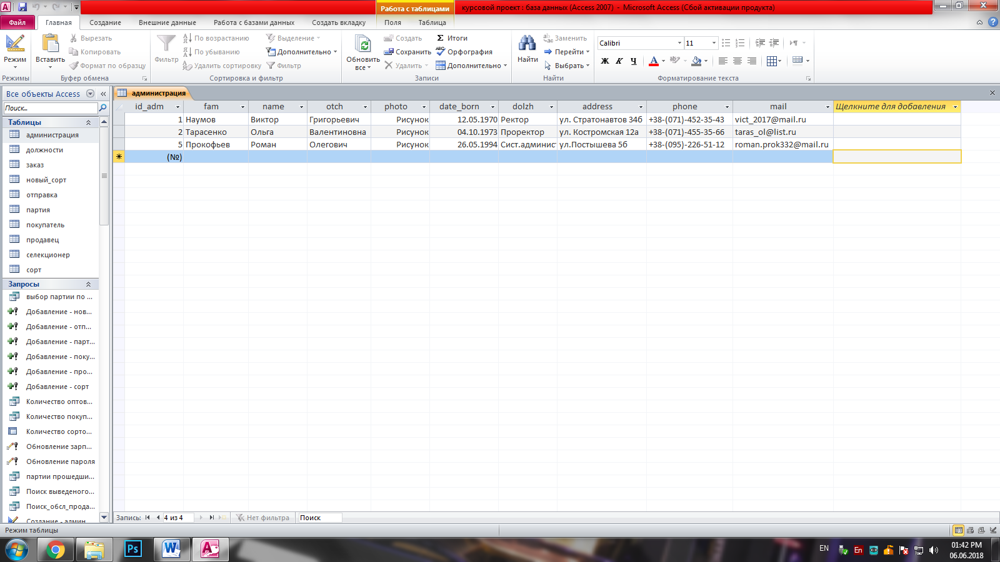 Работа с таблицами
курсовой проект : база данных (Access 2007) - Microsoft Access (Сбой активации продукта)
Файл Главная Создание Внешние данные Работа с базами данных Создать вкладку Поля Таблица
Режим
Режимы
Вставить
Вырезать
Копировать
Формат по образцу
Буфер обмена
Фильтр
По возрастанию
По убыванию
Удалить сортировку
Выделение
Дополнительно
Фильтр
Сортировка и фильтр
Обновить все
Создать
Сохранить
Удалить
Итоги
Орфография
Дополнительно
Записи
Найти
Заменить
Перейти
Выбрать
Найти
Calibri 11
Ж К Ч
Форматирование текста
Все объекты Access
Поиск...
Таблицы
администрация
должности
заказ
новый_сорт
отправка
партия
покупатель
продавец
селекционер
сорт
Запросы
выбор партии по ...
Добавление - нов...
Добавление - отп...
Добавление - парт...
Добавление - поку...
Добавление - про...
Добавление - сорт
Количество оптов...
Количество покуп...
Количество сорто...
Обновление зарп...
Обновление пароля
партии прошедши...
Поиск выведеного...
Поиск_обсл_прода...
Создание - админ...
администрация
id_adm fam name otch photo date_born dolzh address phone mail Щелкните для добавления
1 Наумов Виктор Григорьевич Рисунок 12.05.1970 Ректор ул. Стратонавтов 34б +38-(071)-452-35-43 vict_2017@mail.ru
2 Тарасенко Ольга Валентиновна Рисунок 04.10.1973 Проректор ул. Костромская 12а +38-(071)-455-35-66 taras_ol@list.ru
5 Прокофьев Роман Олегович Рисунок 26.05.1994 Сист.админист ул.Постышева 5б +38-(095)-226-51-12 roman.prok332@mail.ru
(№)
Запись: 4 из 4 Нет фильтра Поиск
Режим таблицы
Ps
EN
En
01:42 PM
06.06.2018